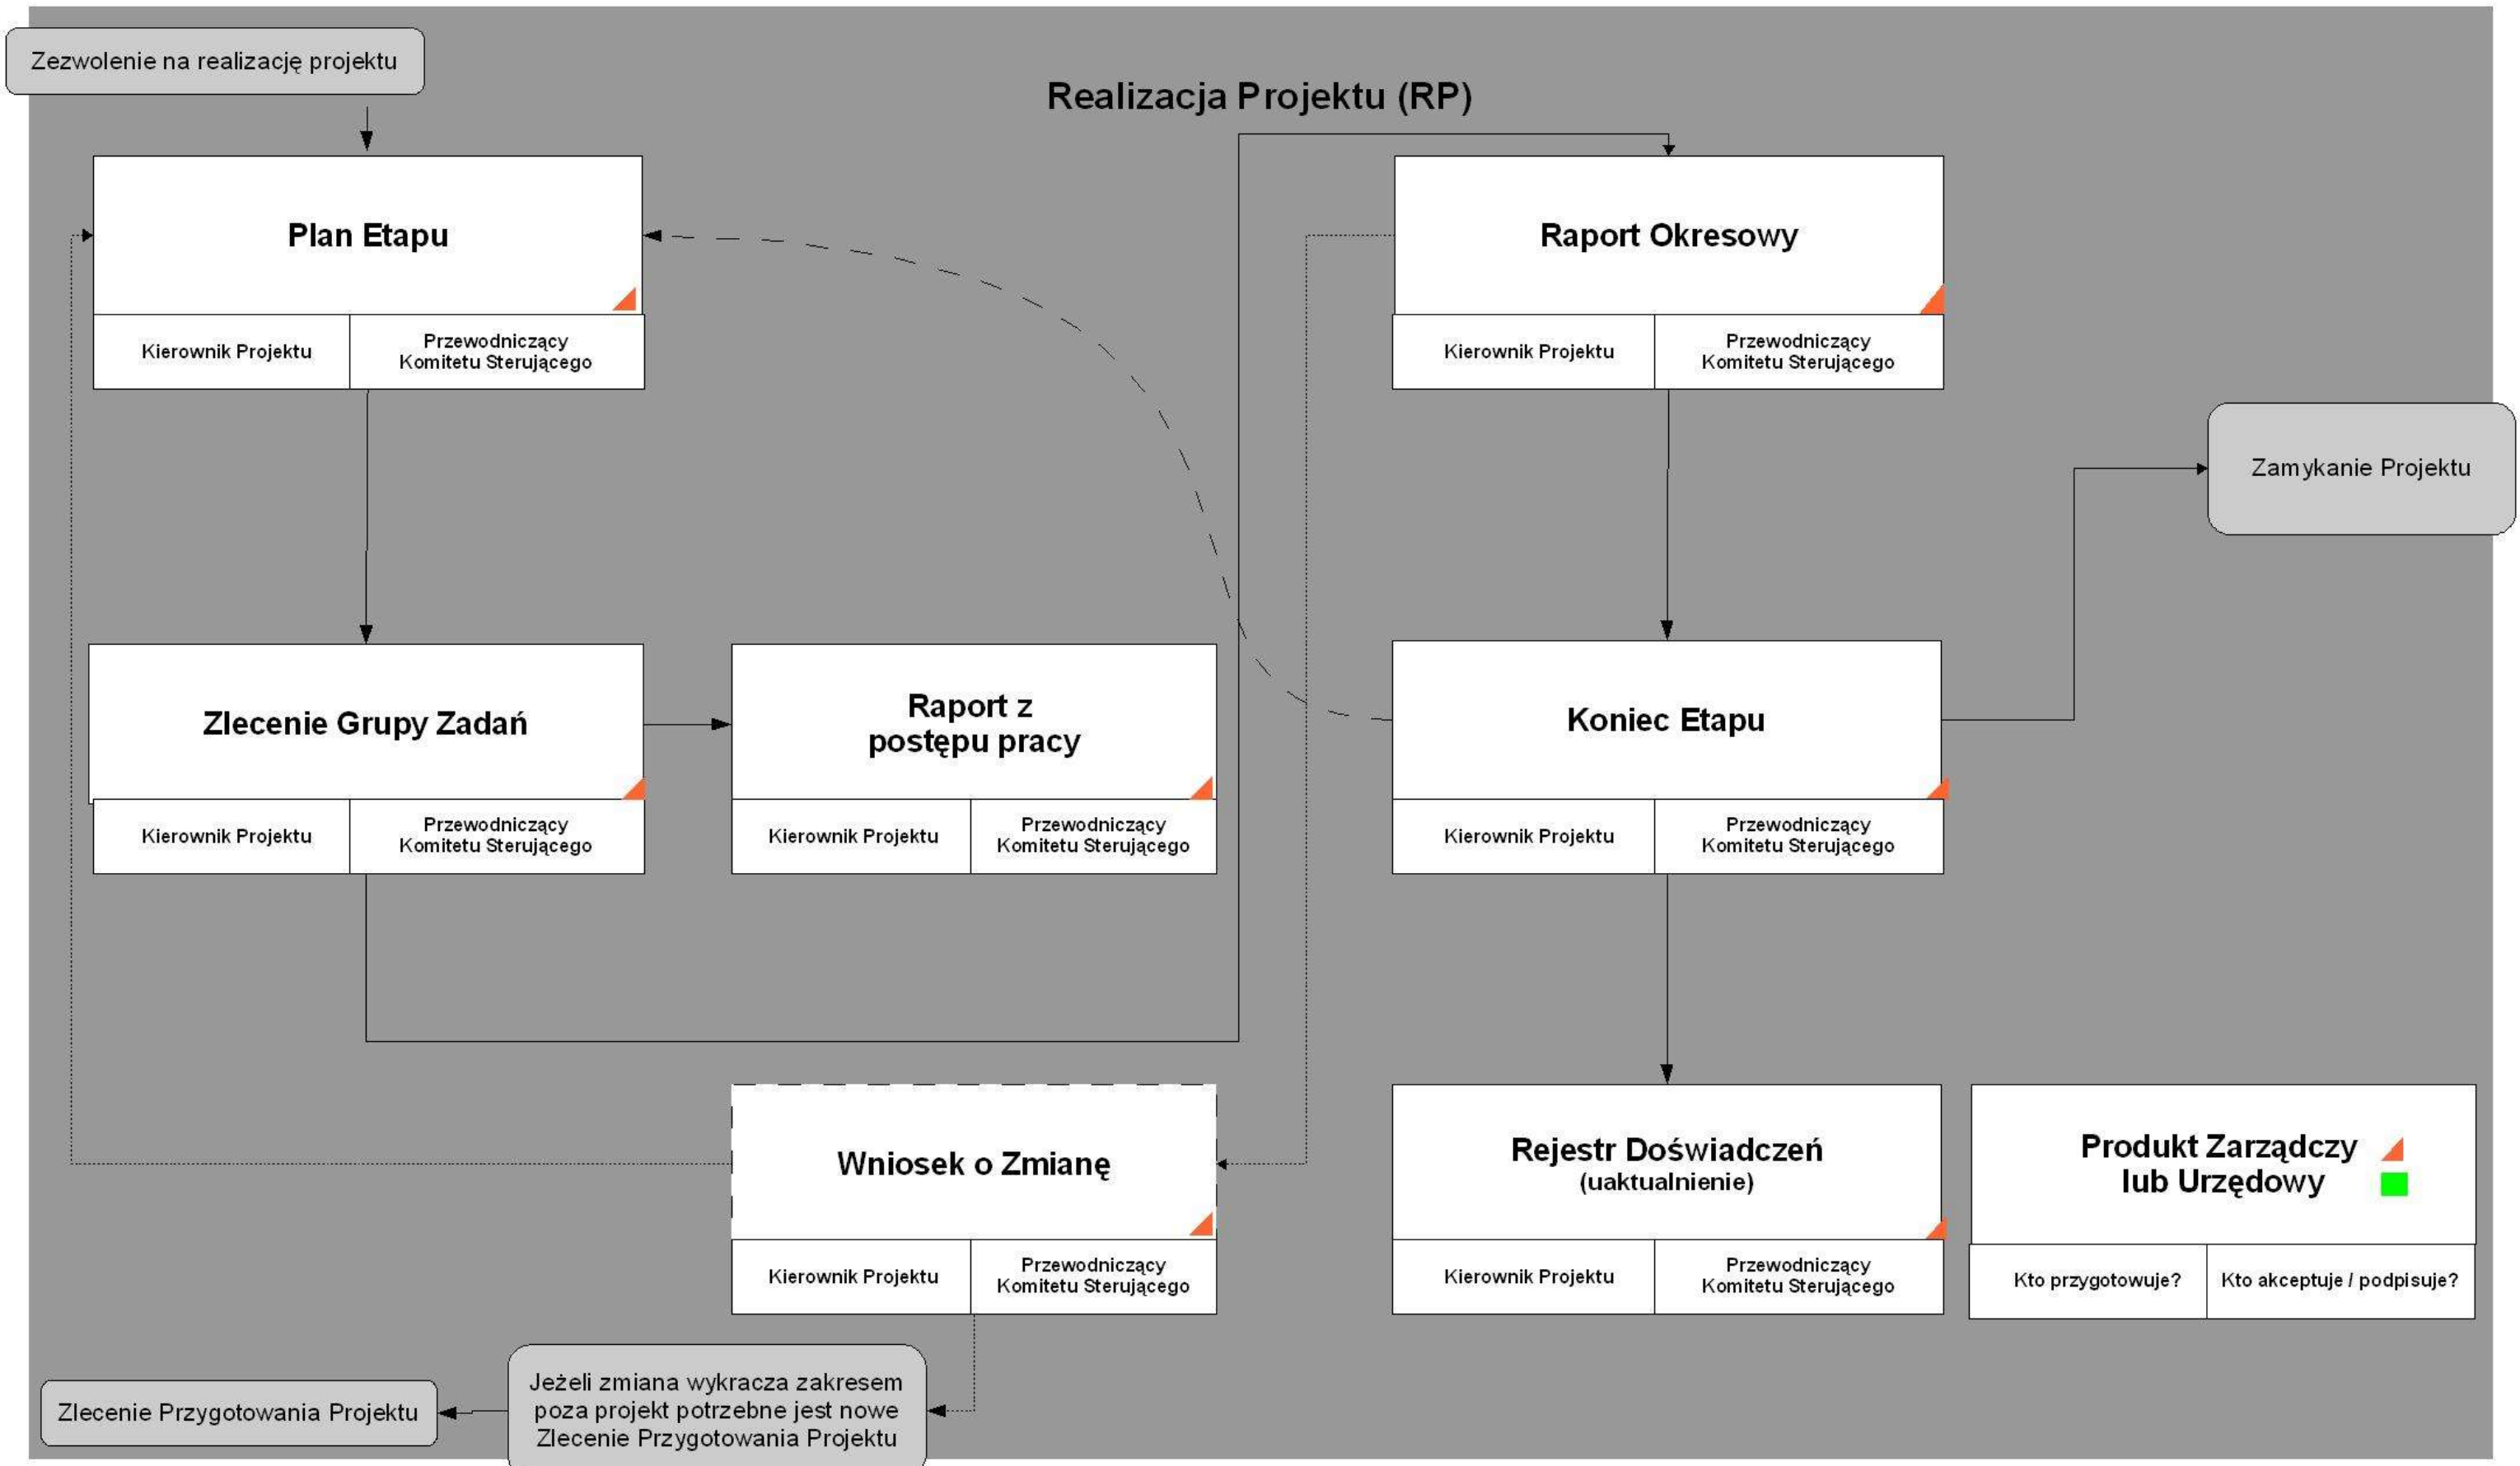 Zezwolenie na realizację projektu
Realizacja Projektu (RP)
Plan Etapu
Kierownik Projektu
Przewodniczący
Komitetu Sterującego
Raport Okresowy
Kierownik Projektu
Przewodniczący
Komitetu Sterującego
Zamykanie Projektu
Zlecenie Grupy Zadań
Kierownik Projektu
Przewodniczący
Komitetu Sterującego
Raport z
postępu pracy
Kierownik Projektu
Przewodniczący
Komitetu Sterującego
Koniec Etapu
Kierownik Projektu
Przewodniczący
Komitetu Sterującego
Wniosek o Zmianę
Kierownik Projektu
Przewodniczący
Komitetu Sterującego
Rejestr Doświadczeń
(uaktualnienie)
Kierownik Projektu
Przewodniczący
Komitetu Sterującego
Produkt Zarządczy
lub Urzędowy
Kto przygotowuje?
Kto akceptuje / podpisuje?
Zlecenie Przygotowania Projektu
Jeżeli zmiana wykracza zakresem
poza projekt potrzebne jest nowe
Zlecenie Przygotowania Projektu